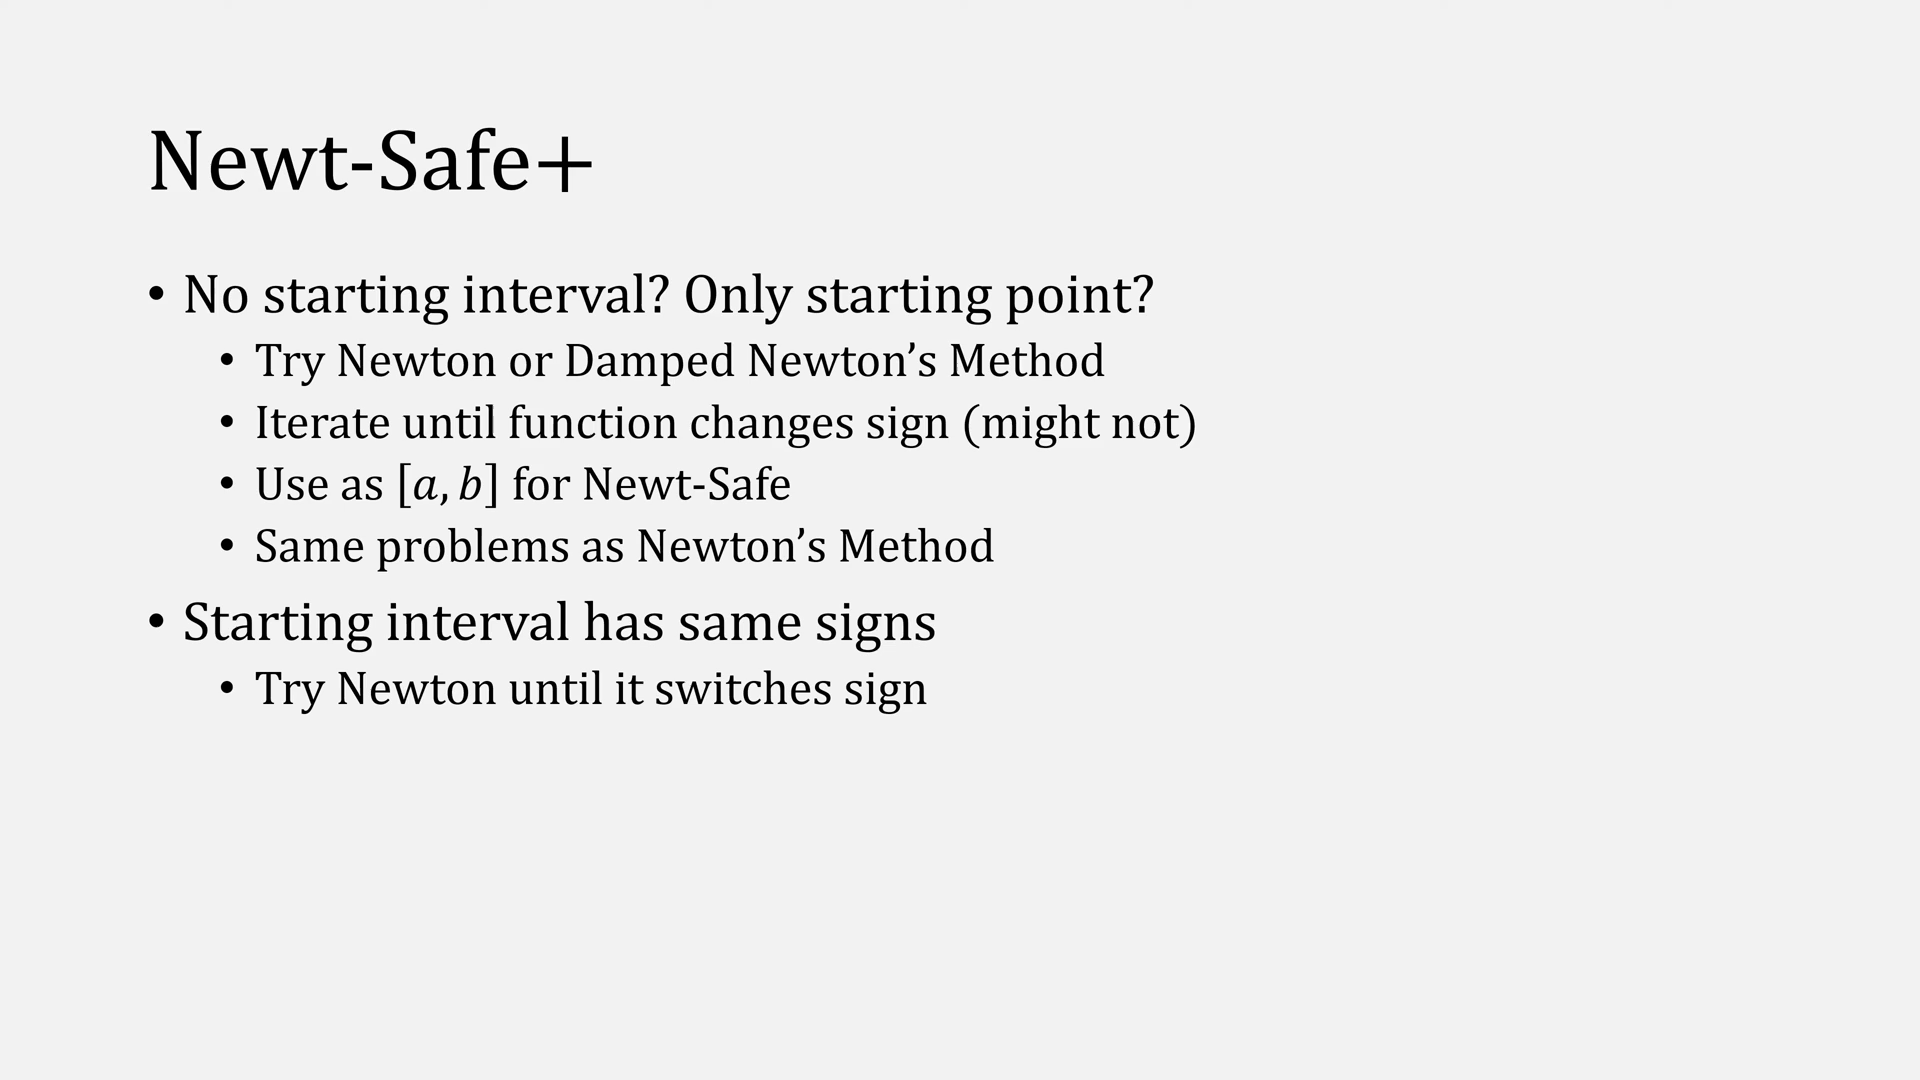 Newt-Safe+
• No starting interval? Only starting point?
• Try Newton or Damped Newton’s Method
• Iterate until function changes sign (might not)
• Use as [a, b] for Newt-Safe
• Same problems as Newton’s Method
• Starting interval has same signs
• Try Newton until it switches sign